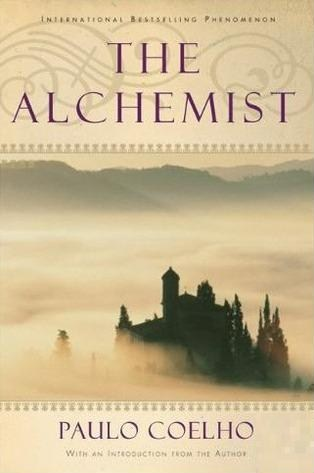 INTERNATIONAL BESTSELLING PHENOMENON
THE
ALCHEMIST
PAULO COELHO
WITH AN INTRODUCTION FROM THE AUTHOR